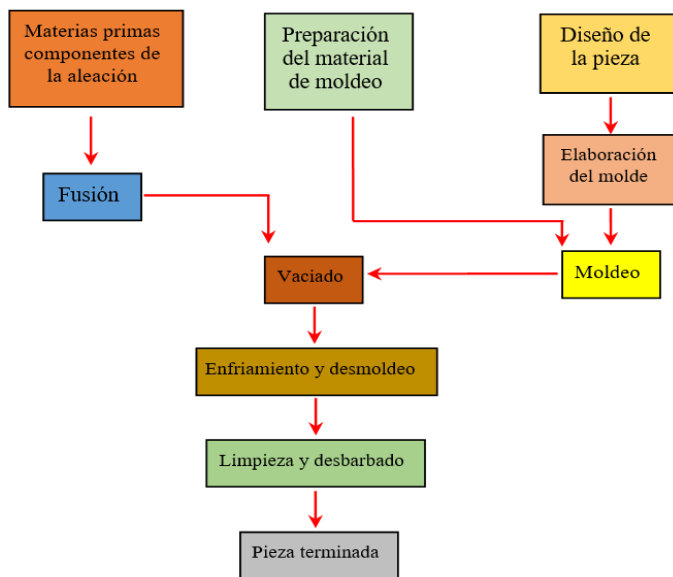 Materias primas
componentes de
la aleación
Preparación
del material
de moldeo
Diseño de
la pieza
Elaboración
del molde
Fusión
Vaciado
Moldeo
Enfriamiento y desmoldeo
Limpieza y desbarbado
Pieza terminada